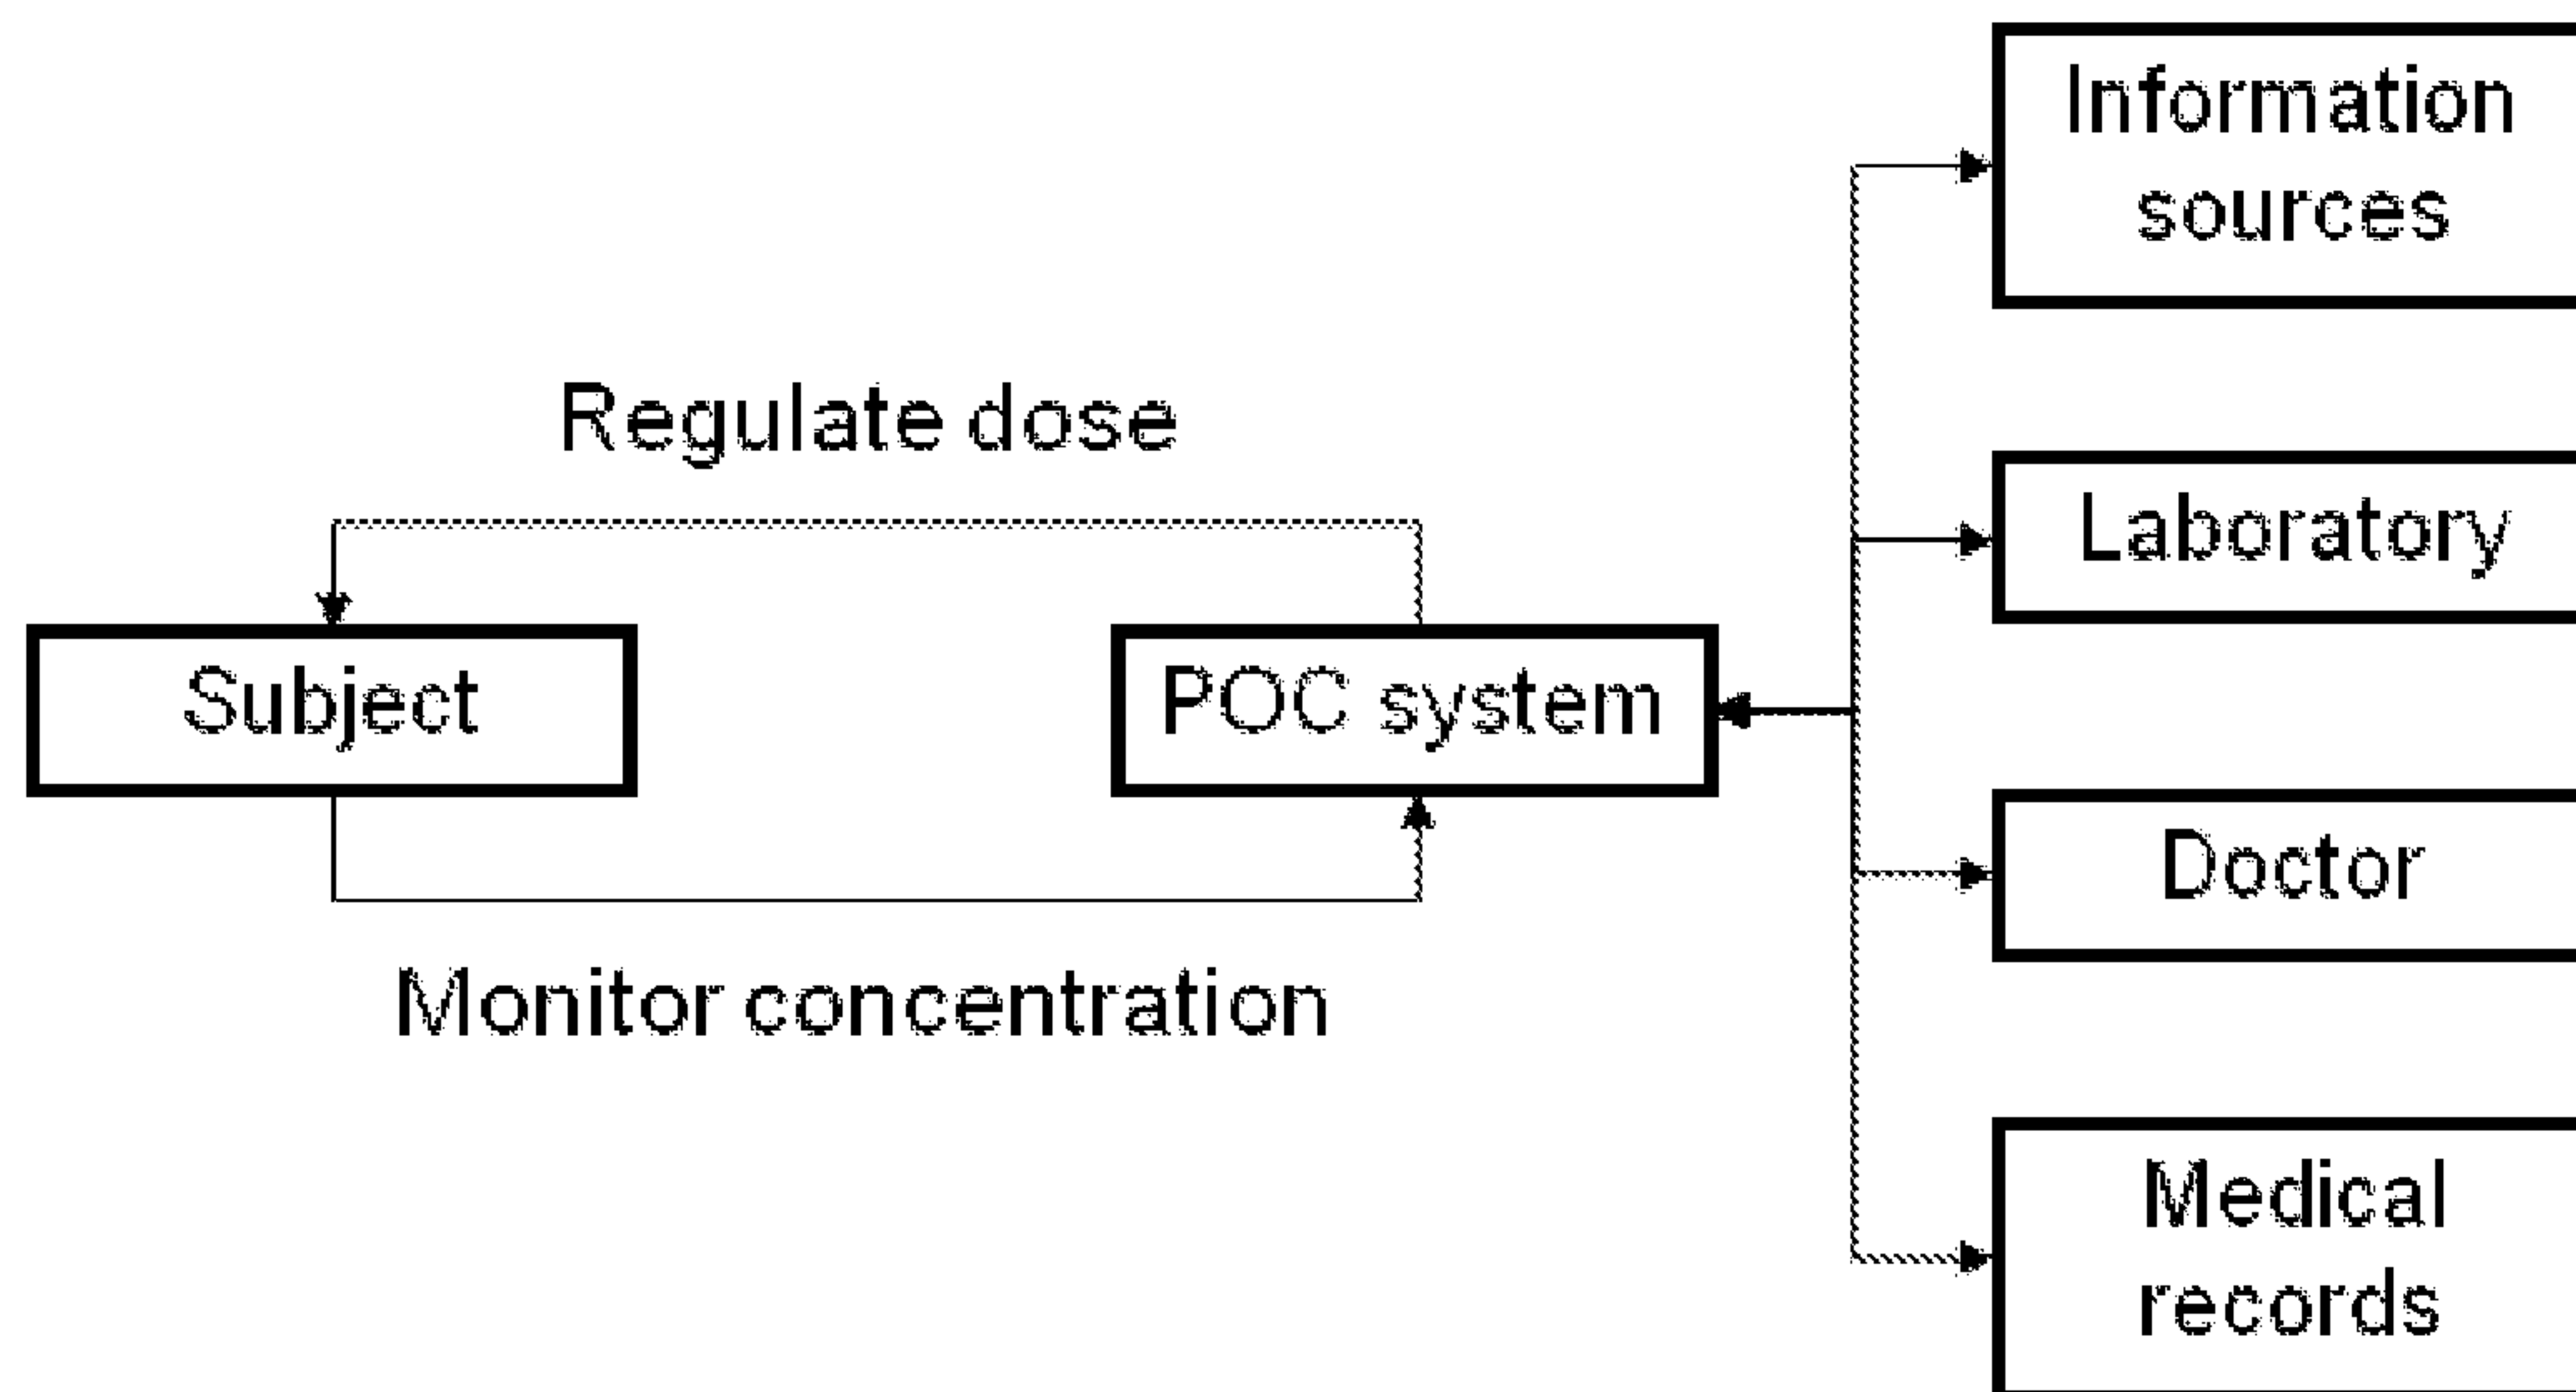 Information
sources
Regulate dose
Laboratory
Subject
POC system
Doctor
Monitor concentration
Medical
records